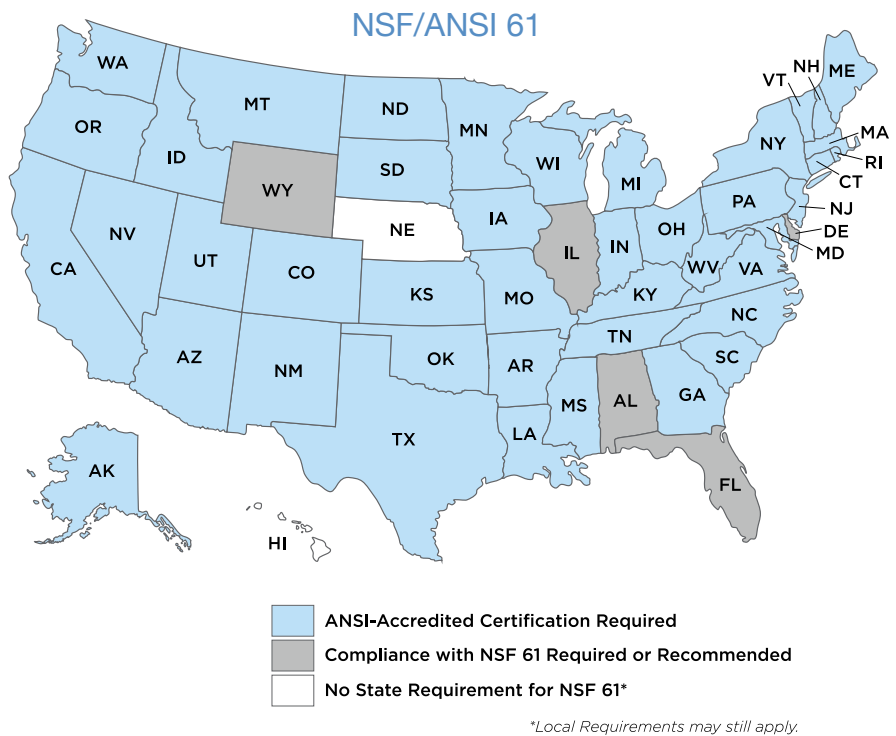 NSF/ANSI 61
WA
MT
ND
MN
VT
NH
ME
OR
ID
SD
WI
MI
NY
MA
RI
CT
WY
NE
IA
PA
NJ
DE
MD
NV
UT
CO
IL
IN
OH
WV
VA
CA
KS
MO
KY
NC
AZ
NM
OK
AR
TN
SC
MS
AL
GA
TX
LA
FL
AK
HI
ANSI-Accredited Certification Required
Compliance with NSF 61 Required or Recommended
No State Requirement for NSF 61*
*Local Requirements may still apply.